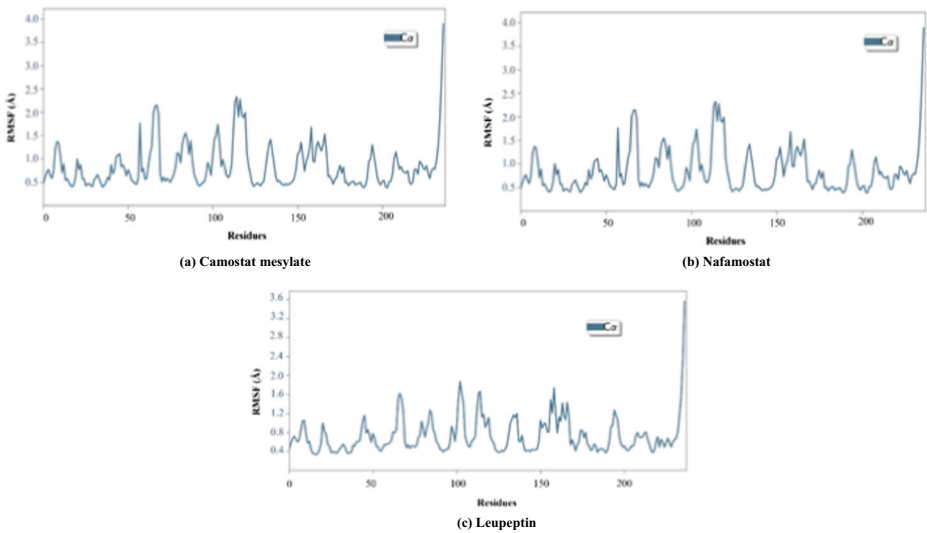 4.0
3.5
3.0
2.5
2.0
1.5
1.0
0.5
RMSF (Å)
Cα
0 50 100 150 200
Residues
(a) Camostat mesylate
4.0
3.5
3.0
2.5
2.0
1.5
1.0
0.5
RMSF (Å)
Cα
0 50 100 150 200
Residues
(b) Nafamostat
3.6
3.2
2.8
2.4
2.0
1.6
1.2
0.8
0.4
RMSF (Å)
Cα
0 50 100 150 200
Residues
(c) Leupeptin